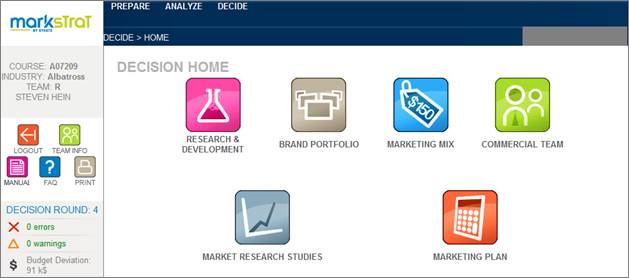 markstrat
BY STRATX
PREPARE ANALYZE DECIDE
DECIDE > HOME
COURSE: A07209
INDUSTRY: Albatross
TEAM: R
STEVEN HEIN
LOGOUT TEAM INFO
MANUAL FAQ PRINT
DECISION ROUND: 4
0 errors
0 warnings
$ Budget Deviation:
91 k$
DECISION HOME
$150
RESEARCH &
DEVELOPMENT
BRAND PORTFOLIO
MARKETING MIX
COMMERCIAL TEAM
MARKET RESEARCH STUDIES
MARKETING PLAN